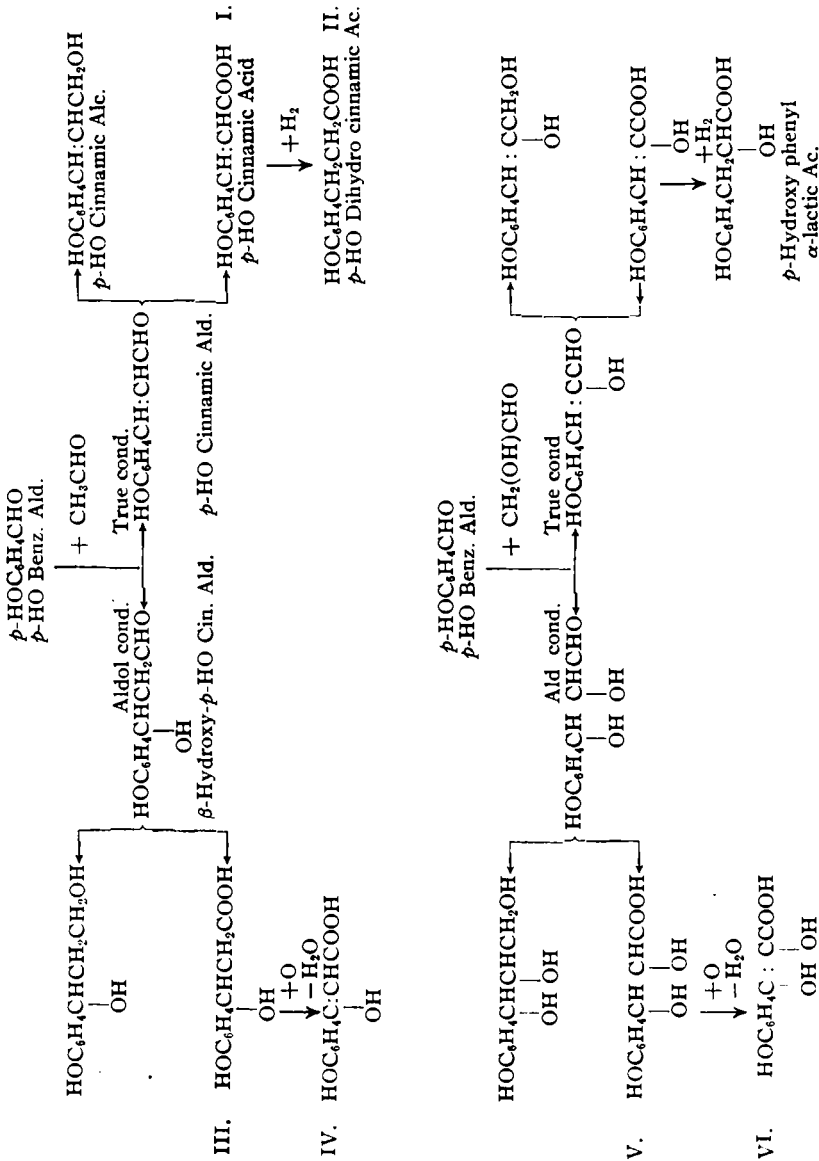 p-HOC₆H₄CHO
p-HO Benz. Ald.
+ CH₃CHO
Aldol cond. True cond.
HOC₆H₄CHCH₂CHO HOC₆H₄CH:CHCHO
OH
β-Hydroxy-p-HO Cin. Ald. p-HO Cinnamic Ald.
HOC₆H₄CHCH₂CH₂OH
OH
HOC₆H₄CH:CHCH₂OH
p-HO Cinnamic Alc.
III. HOC₆H₄CHCH₂COOH
OH
+O
−H₂O
IV. HOC₆H₄C:CHCOOH
OH
HOC₆H₄CH:CHCOOH I.
p-HO Cinnamic Acid
+H₂
HOC₆H₄CH₂CH₂COOH II.
p-HO Dihydro cinnamic Ac.
p-HOC₆H₄CHO
p-HO Benz. Ald.
+ CH₂(OH)CHO
Ald cond. True cond
HOC₆H₄CH CHCHO HOC₆H₄CH : CCHO
OH OH OH
HOC₆H₄CHCHCH₂OH
OH OH
HOC₆H₄CH : CCH₂OH
OH
V. HOC₆H₄CH CHCOOH
OH OH
+O
−H₂O
VI. HOC₆H₄C : CCOOH
OH OH
HOC₆H₄CH : CCOOH
OH
+H₂
HOC₆H₄CH₂CHCOOH
OH
p-Hydroxy phenyl
α-lactic Ac.